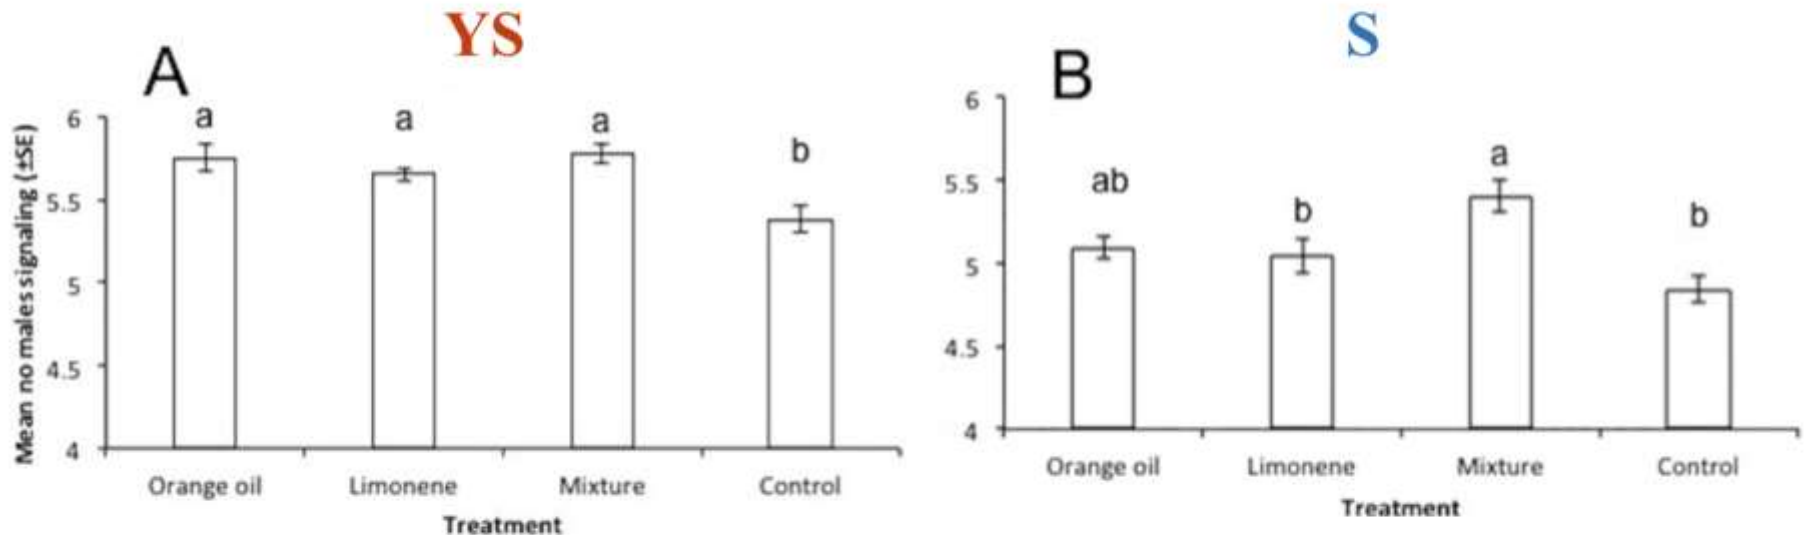 YS
A
a
a
a
b
6
5.5
5
4.5
4
Mean no males signaling (±SE)
Orange oil
Limonene
Mixture
Control
Treatment
S
B
ab
b
a
b
6
5.5
5
4.5
4
Orange oil
Limonene
Mixture
Control
Treatment